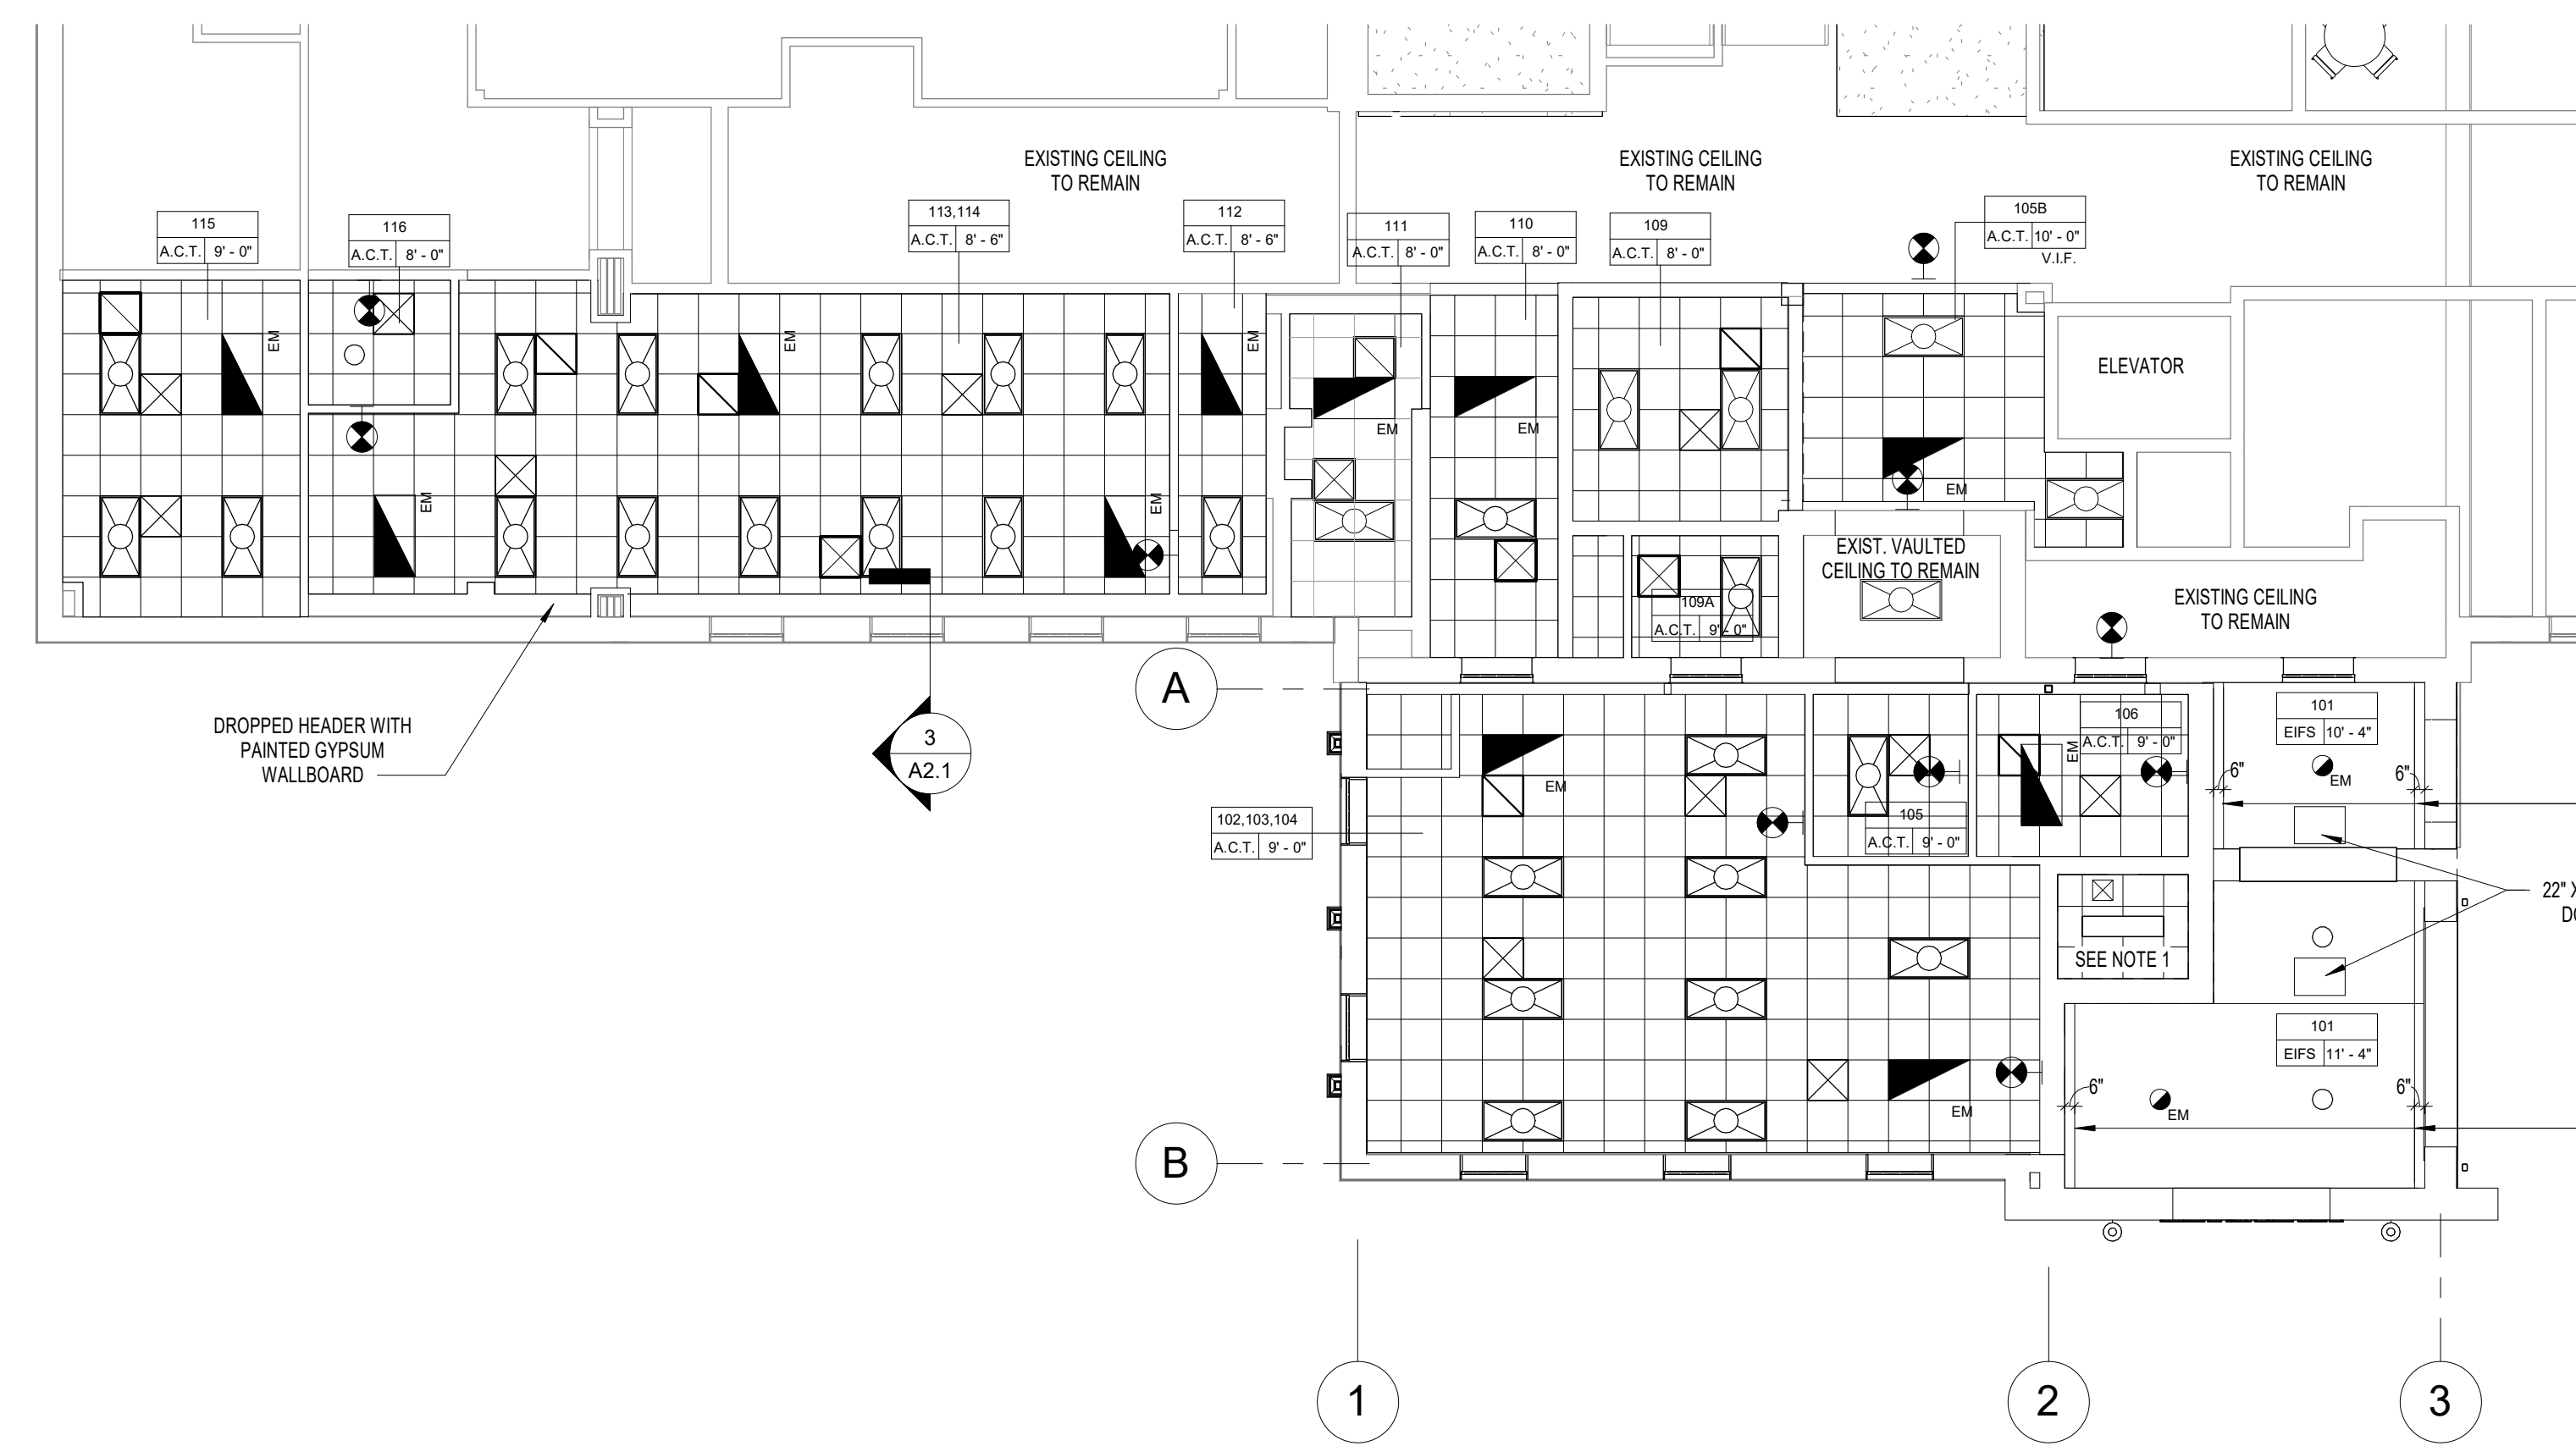 EXISTING CEILING
TO REMAIN
EXISTING CEILING
TO REMAIN
EXISTING CEILING
TO REMAIN
115
A.C.T. 9' - 0"
116
A.C.T. 8' - 0"
113,114
A.C.T. 8' - 6"
112
A.C.T. 8' - 6"
111
A.C.T. 8' - 0"
110
A.C.T. 8' - 0"
109
A.C.T. 8' - 0"
105B
A.C.T. 10' - 0"
V.I.F.
EM
EM
EM
ELEVATOR
EM
EM
EM
EM
EM
EXIST. VAULTED
CEILING TO REMAIN
109A
A.C.T. 9' - 0"
EXISTING CEILING
TO REMAIN
A
DROPPED HEADER WITH
PAINTED GYPSUM
WALLBOARD
3
A2.1
106
A.C.T. 9' - 0"
EM
101
EIFS 10' - 4"
EM
6"
6"
EM
102,103,104
A.C.T. 9' - 0"
105
A.C.T. 9' - 0"
22"
SEE NOTE 1
101
EIFS 11' - 4"
6"
6"
EM
EM
B
1
2
3